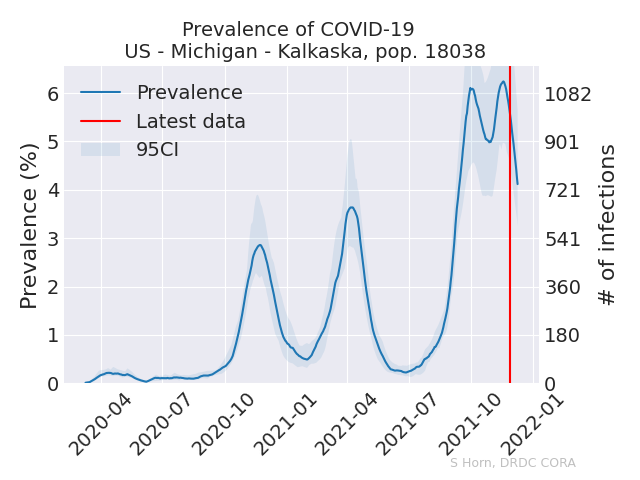 Prevalence of COVID-19
US - Michigan - Kalkaska, pop. 18038
Prevalence
Latest data
95CI
Prevalence (%)
6
5
4
3
2
1
0
1082
901
721
541
360
180
0
# of infections
2020-04
2020-07
2020-10
2021-01
2021-04
2021-07
2021-10
2022-01
S Horn, DRDC CORA